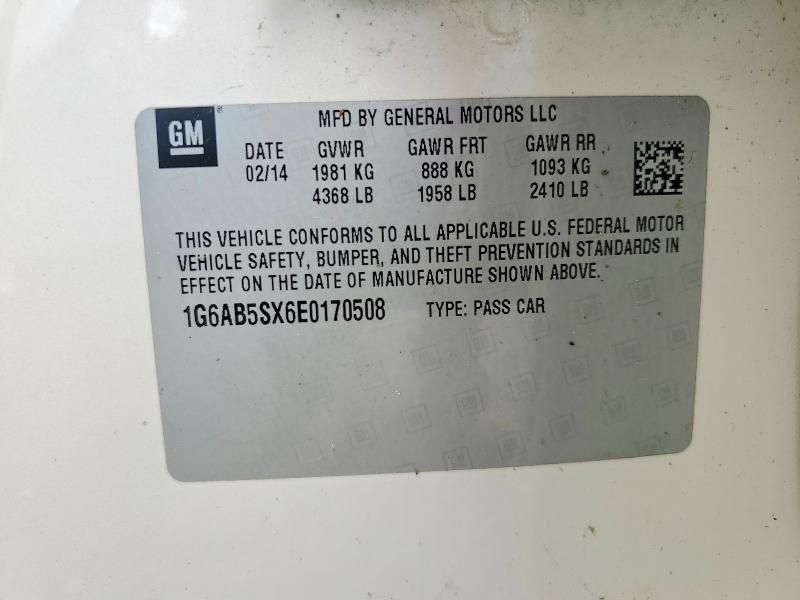 GM ®
MFD BY GENERAL MOTORS LLC
DATE GVWR GAWR FRT GAWR RR
02/14 1981 KG 888 KG 1093 KG
4368 LB 1958 LB 2410 LB
THIS VEHICLE CONFORMS TO ALL APPLICABLE U.S. FEDERAL MOTOR
VEHICLE SAFETY, BUMPER, AND THEFT PREVENTION STANDARDS IN
EFFECT ON THE DATE OF MANUFACTURE SHOWN ABOVE.
1G6AB5SX6E0170508 TYPE: PASS CAR